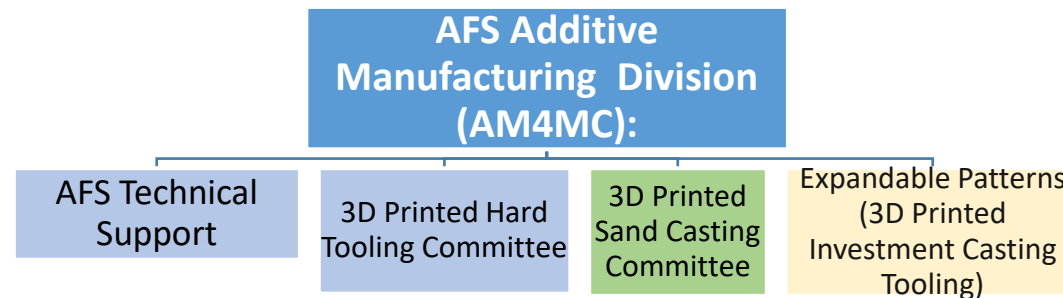 AFS Additive
Manufacturing Division
(AM4MC):
AFS Technical
Support
3D Printed Hard
Tooling Committee
3D Printed
Sand Casting
Committee
Expandable Patterns
(3D Printed
Investment Casting
Tooling)